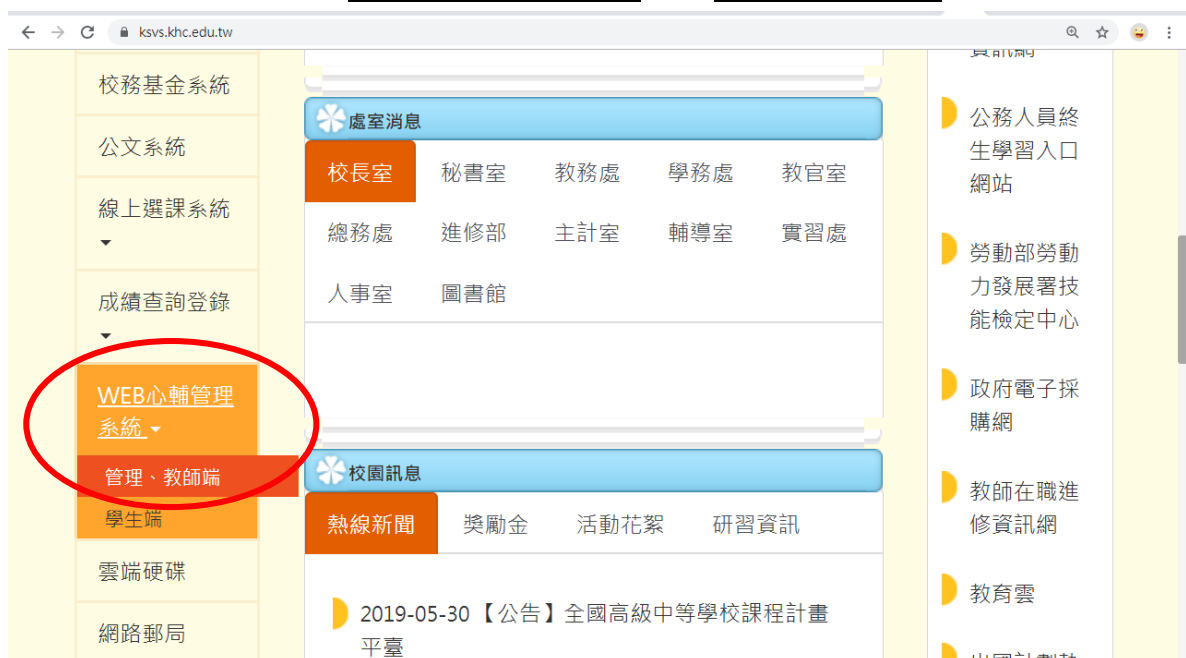 ksvs.khc.edu.tw
校務基金系統
公文系統
線上選課系統
成績查詢登錄
WEB心輔管理
系統
管理、教師端
學生端
雲端硬碟
網路郵局
處室消息
校長室 秘書室 教務處 學務處 教官室
總務處 進修部 主計室 輔導室 實習處
人事室 圖書館
校園訊息
熱線新聞 獎勵金 活動花絮 研習資訊
2019-05-30【公告】全國高級中等學校課程計畫
平臺
資訊網
公務人員終
生學習入口
網站
勞動部勞動
力發展署技
能檢定中心
政府電子採
購網
教師在職進
修資訊網
教育雲